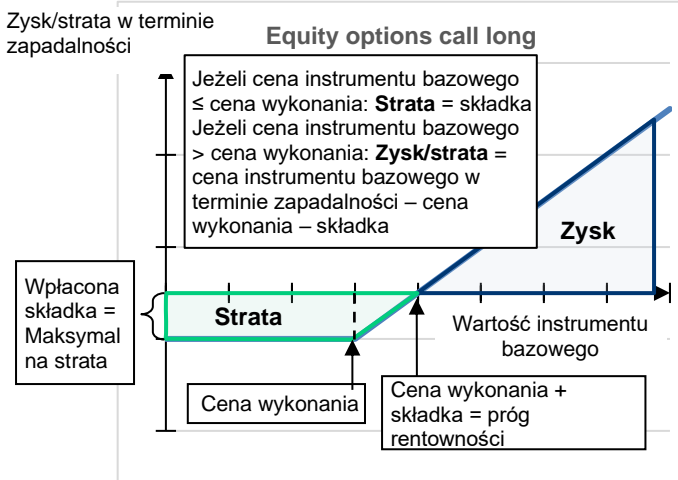 Zysk/strata w terminie
zapadalności
Equity options call long
Jeżeli cena instrumentu bazowego
≤ cena wykonania: Strata = składka
Jeżeli cena instrumentu bazowego
> cena wykonania: Zysk/strata =
cena instrumentu bazowego w
terminie zapadalności – cena
wykonania – składka
Zysk
Wpłacona
składka =
Maksymal
na strata
Strata
Wartość instrumentu
bazowego
Cena wykonania
Cena wykonania +
składka = próg
rentowności